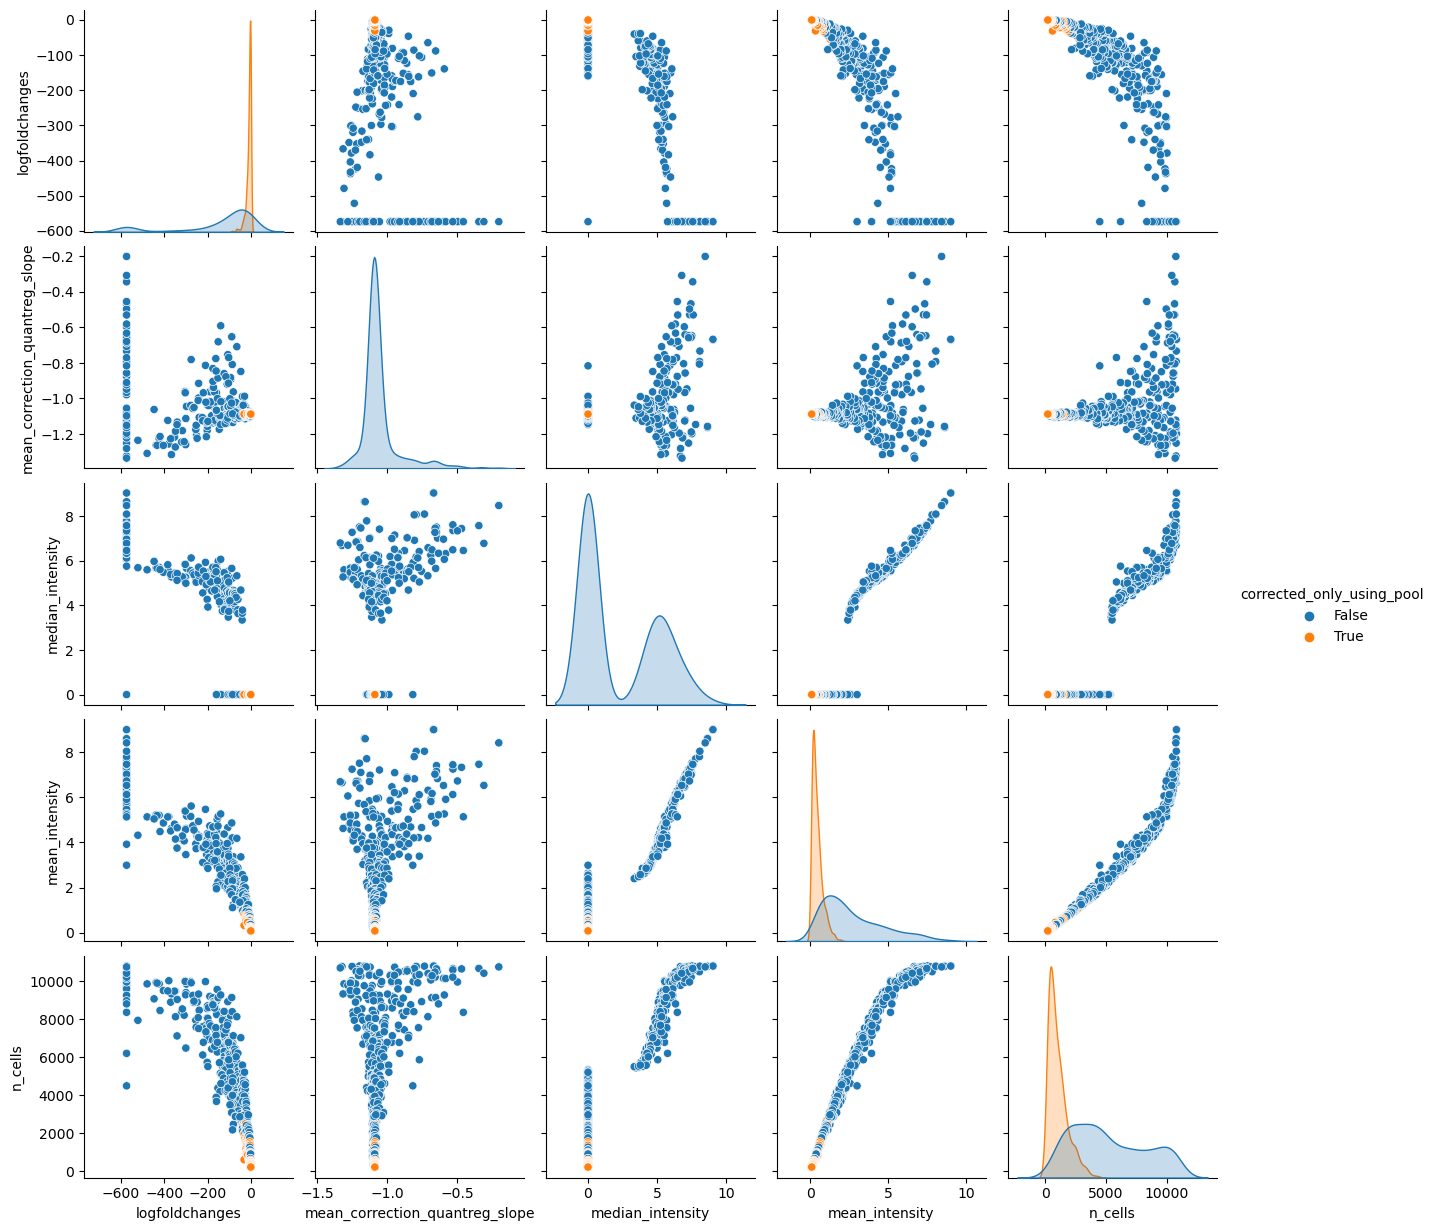 0
−100
−200
−300
−400
−500
−600
logfoldchanges
−0.2
−0.4
−0.6
−0.8
−1.0
−1.2
mean_correction_quantreg_slope
8
6
4
2
0
median_intensity
corrected_only_using_pool
False
True
8
6
4
2
0
mean_intensity
10000
8000
6000
4000
2000
0
n_cells
−600 −400 −200 0
−1.5 −1.0 −0.5
0 5 10
0 5 10
0 5000 10000
logfoldchanges
mean_correction_quantreg_slope
median_intensity
mean_intensity
n_cells